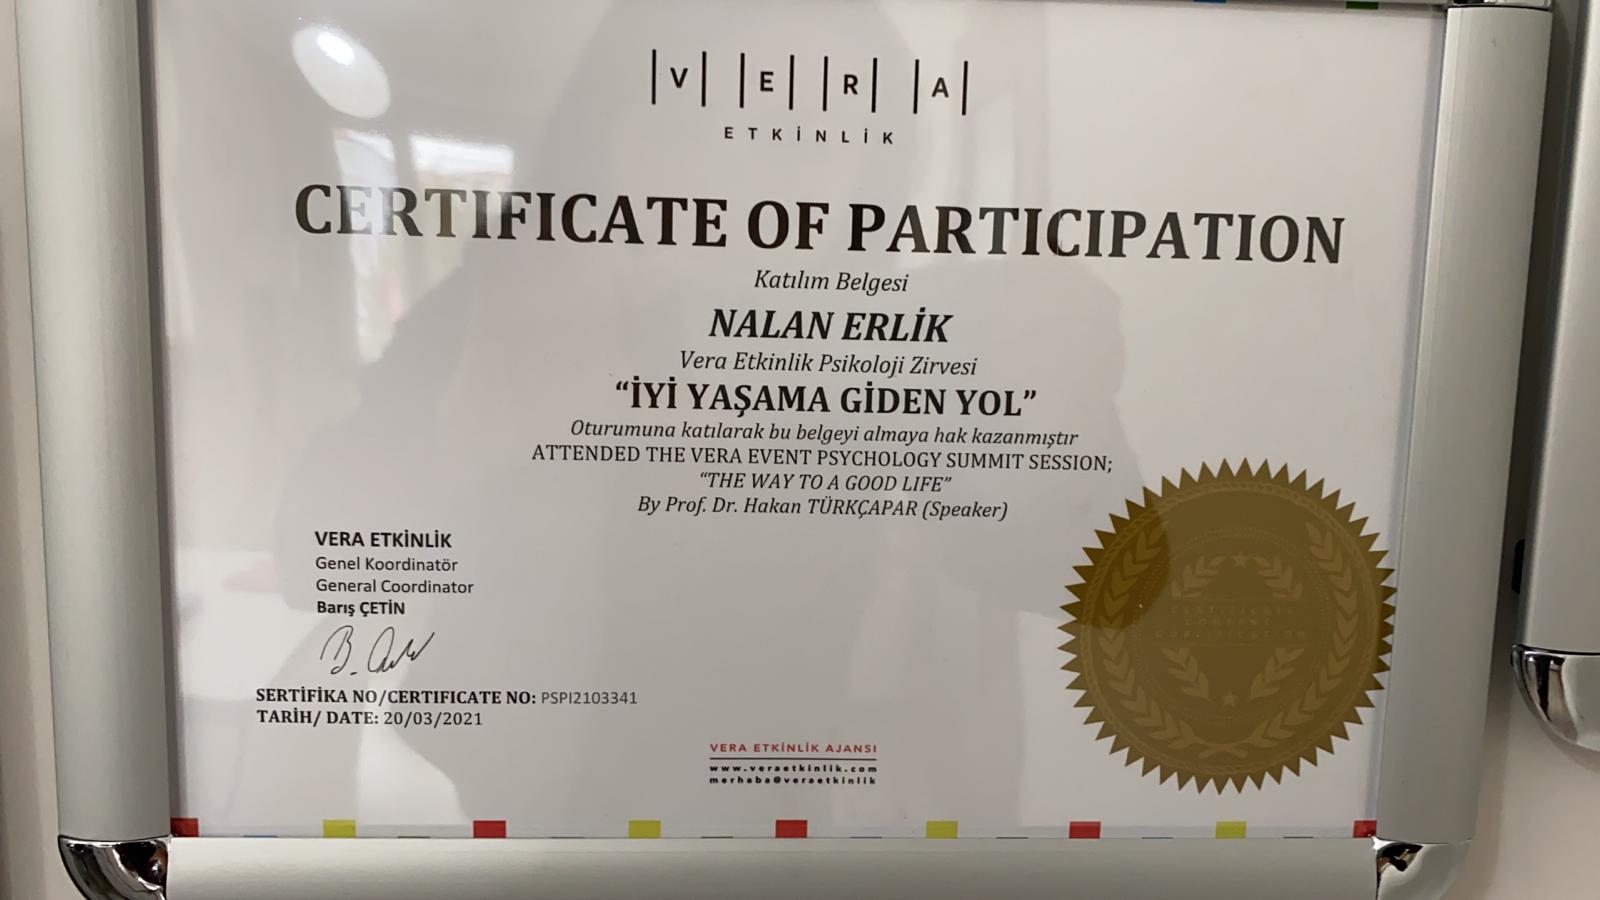 VERA
ETKİNLİK
CERTIFICATE OF PARTICIPATION
Katılım Belgesi
NALAN ERLİK
Vera Etkinlik Psikoloji Zirvesi
“İYİ YAŞAMA GİDEN YOL”
Oturumuna katılarak bu belgeyi almaya hak kazanmıştır
ATTENDED THE VERA EVENT PSYCHOLOGY SUMMIT SESSION;
“THE WAY TO A GOOD LIFE”
By Prof. Dr. Hakan TÜRKÇAPAR (Speaker)
VERA ETKİNLİK
Genel Koordinatör
General Coordinator
Barış ÇETİN
SERTİFİKA NO/CERTIFICATE NO: PSPI2103341
TARİH/ DATE: 20/03/2021
VERA ETKİNLİK AJANSI
www.veraetkinlik.com
merhaba@veraetkinlik